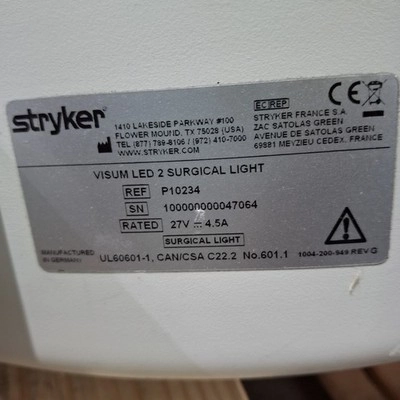 stryker
1410 LAKESIDE PARKWAY #100
FLOWER MOUND, TX 75028 (USA)
TEL (877) 789-8106 / (972) 410-7000
WWW.STRYKER.COM
EC REP
STRYKER FRANCE S.A.
ZAC SATOLAS GREEN
AVENUE DE SATOLAS GREEN
69881 MEYZIEU CEDEX, FRANCE
CE
VISUM LED 2 SURGICAL LIGHT
REF P10234
SN 100000000047064
RATED 27V ⎓ 4.5A
SURGICAL LIGHT
MANUFACTURED
IN GERMANY
UL60601-1, CAN/CSA C22.2 No.601.1
1004-200-949 REV G